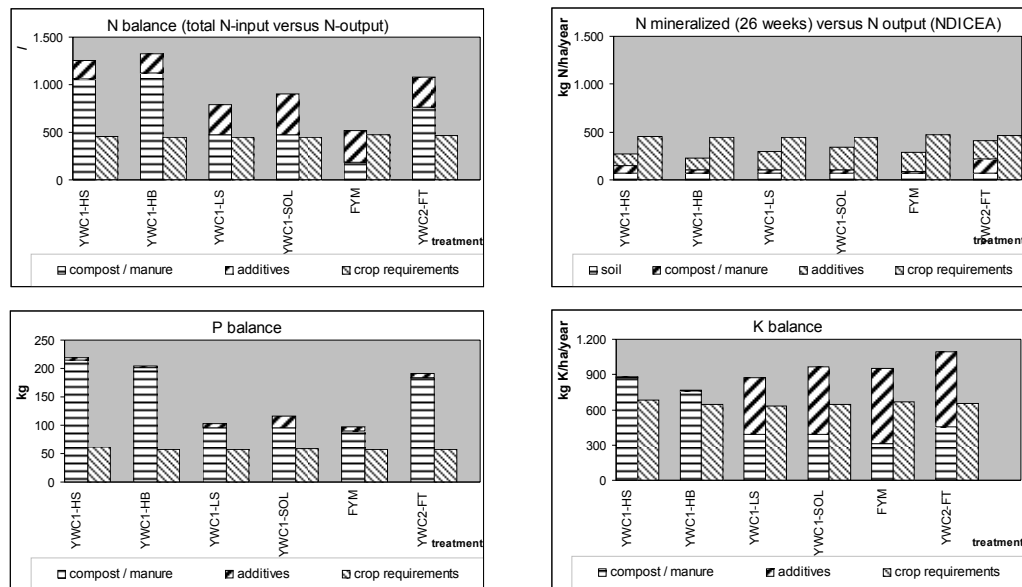 N balance (total N-input versus N-output)
/
1.500
1.000
500
0
YWC1-HS
YWC1-HB
YWC1-LS
YWC1-SOL
FYM
YWC2-FT
treatment
compost / manure
additives
crop requirements
N mineralized (26 weeks) versus N output (NDICEA)
kg N/ha/year
1.500
1.000
500
0
YWC1-HS
YWC1-HB
YWC1-LS
YWC1-SOL
FYM
YWC2-FT
treatment
soil
compost / manure
additives
crop requirements
P balance
kg
250
200
150
100
50
0
YWC1-HS
YWC1-HB
YWC1-LS
YWC1-SOL
FYM
YWC2-FT
treatment
compost / manure
additives
crop requirements
K balance
kg K/ha/year
1.200
900
600
300
0
YWC1-HS
YWC1-HB
YWC1-LS
YWC1-SOL
FYM
YWC2-FT
treatment
compost / manure
additives
crop requirements